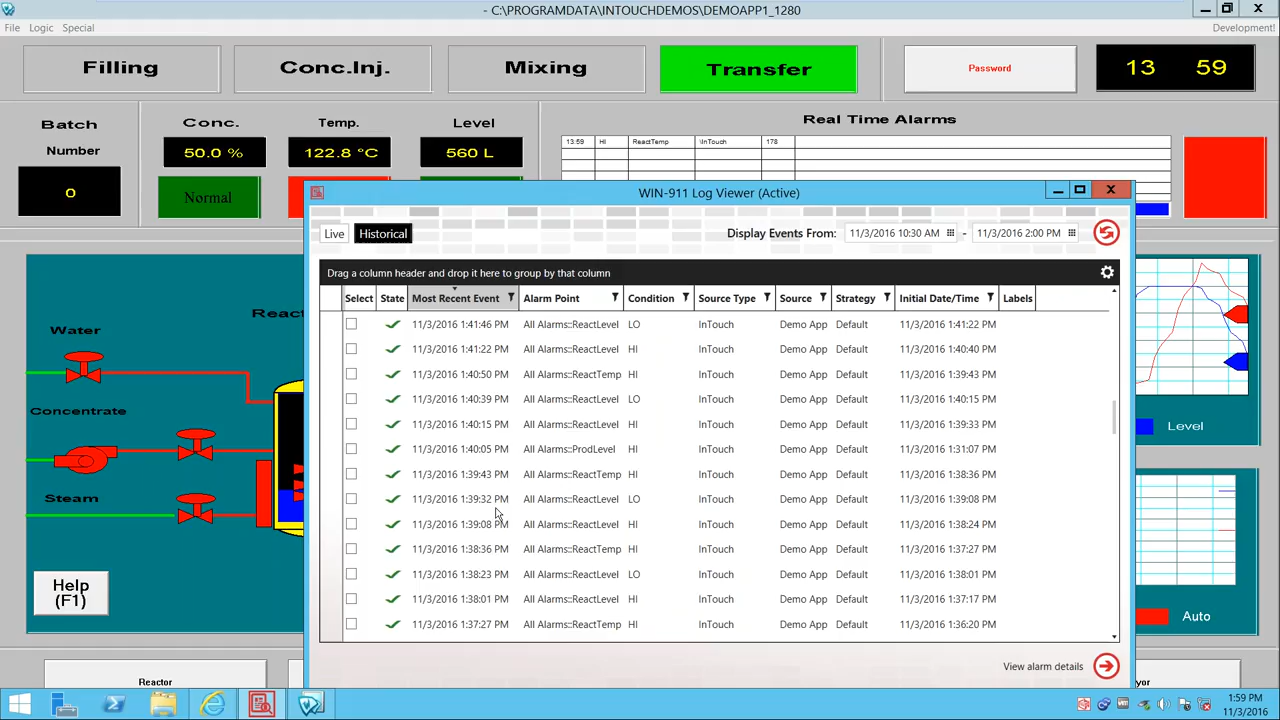 - C:\PROGRAMDATA\INTOUCHDEMOS\DEMOAPP1_1280
File Logic Special Development!
Filling Conc.Inj. Mixing Transfer Password 13 59
Batch Number
0
Conc.
50.0 %
Normal
Temp.
122.8 °C
Level
560 L
Real Time Alarms
13:59 HI ReactTemp \InTouch 178
WIN-911 Log Viewer (Active)
Live Historical Display Events From: 11/3/2016 10:30 AM - 11/3/2016 2:00 PM
Drag a column header and drop it here to group by that column
Select State Most Recent Event Alarm Point Condition Source Type Source Strategy Initial Date/Time Labels
11/3/2016 1:41:46 PM All Alarms::ReactLevel LO InTouch Demo App Default 11/3/2016 1:41:22 PM
11/3/2016 1:41:22 PM All Alarms::ReactLevel HI InTouch Demo App Default 11/3/2016 1:40:40 PM
11/3/2016 1:40:50 PM All Alarms::ReactTemp HI InTouch Demo App Default 11/3/2016 1:39:43 PM
11/3/2016 1:40:39 PM All Alarms::ReactLevel LO InTouch Demo App Default 11/3/2016 1:40:15 PM
11/3/2016 1:40:15 PM All Alarms::ReactLevel HI InTouch Demo App Default 11/3/2016 1:39:33 PM
11/3/2016 1:40:05 PM All Alarms::ProdLevel HI InTouch Demo App Default 11/3/2016 1:31:07 PM
11/3/2016 1:39:43 PM All Alarms::ReactTemp HI InTouch Demo App Default 11/3/2016 1:38:36 PM
11/3/2016 1:39:32 PM All Alarms::ReactLevel LO InTouch Demo App Default 11/3/2016 1:39:08 PM
11/3/2016 1:39:08 PM All Alarms::ReactLevel HI InTouch Demo App Default 11/3/2016 1:38:24 PM
11/3/2016 1:38:36 PM All Alarms::ReactTemp HI InTouch Demo App Default 11/3/2016 1:37:27 PM
11/3/2016 1:38:23 PM All Alarms::ReactLevel LO InTouch Demo App Default 11/3/2016 1:38:01 PM
11/3/2016 1:38:01 PM All Alarms::ReactLevel HI InTouch Demo App Default 11/3/2016 1:37:17 PM
11/3/2016 1:37:27 PM All Alarms::ReactTemp HI InTouch Demo App Default 11/3/2016 1:36:20 PM
View alarm details
Water
Concentrate
Steam
Reac
Help
(F1)
Level
Auto
Reactor
yor
1:59 PM
11/3/2016